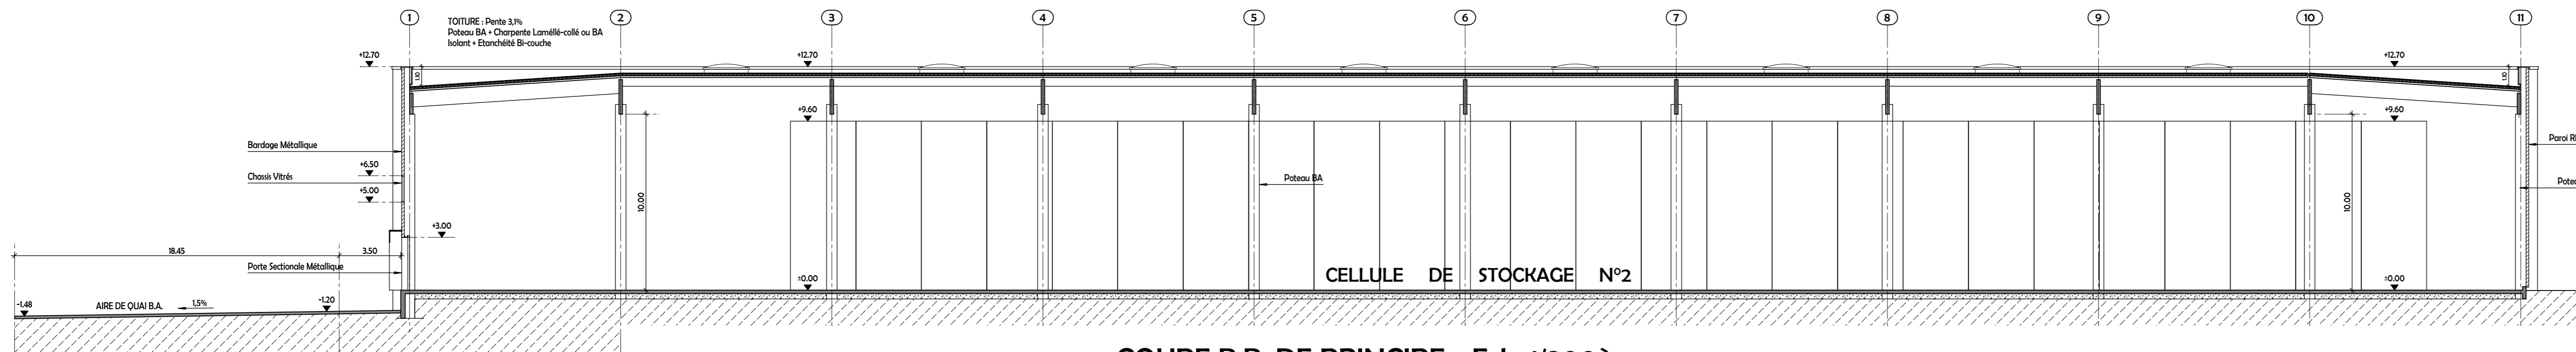 1 2 3 4 5 6 7 8 9 10 11
TOITURE : Pente 3,1%
Poteau BA + Charpente Laméllé-collé ou BA
Isolant + Etanchéité Bi-couche
+12.70 +12.70 +12.70
1.10 1.10
+9.60 +9.60
Bardage Métallique
Paroi
+6.50
Chassis Vitrés
Poteau BA
+5.00
10.00 10.00
+3.00
18.45 3.50
Porte Sectionale Métallique
CELLULE DE STOCKAGE N°2
±0.00 ±0.00
-1.48 AIRE DE QUAI B.A. 1,5% -1.20